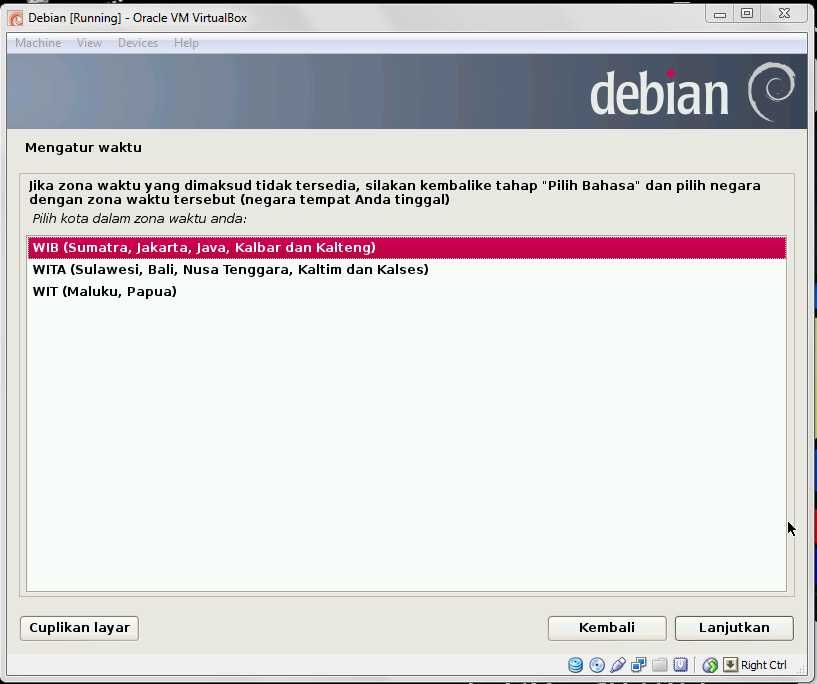 Debian [Running] - Oracle VM VirtualBox
Machine View Devices Help
debian
Mengatur waktu
Jika zona waktu yang dimaksud tidak tersedia, silakan kembalike tahap "Pilih Bahasa" dan pilih negara
dengan zona waktu tersebut (negara tempat Anda tinggal)
Pilih kota dalam zona waktu anda:
WIB (Sumatra, Jakarta, Java, Kalbar dan Kalteng)
WITA (Sulawesi, Bali, Nusa Tenggara, Kaltim dan Kalses)
WIT (Maluku, Papua)
Cuplikan layar
Kembali
Lanjutkan
Right Ctrl